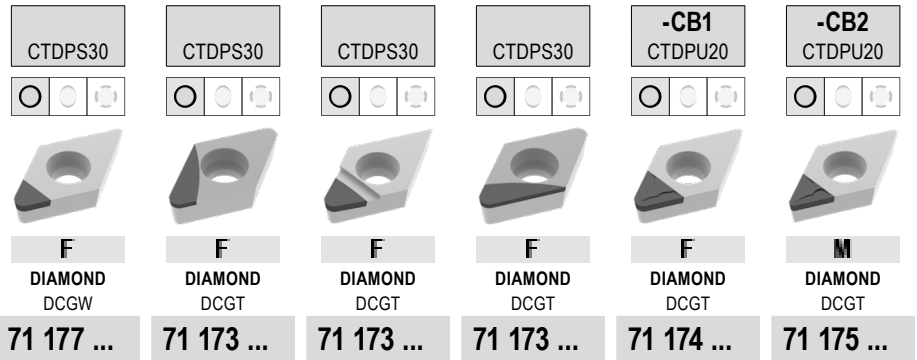 CTDPS30 CTDPS30 CTDPS30 CTDPS30 -CB1 CTDPU20 -CB2 CTDPU20
F F F F F M
DIAMOND DIAMOND DIAMOND DIAMOND DIAMOND DIAMOND
DCGW DCGT DCGT DCGT DCGT DCGT
71 177 ... 71 173 ... 71 173 ... 71 173 ... 71 174 ... 71 175 ...